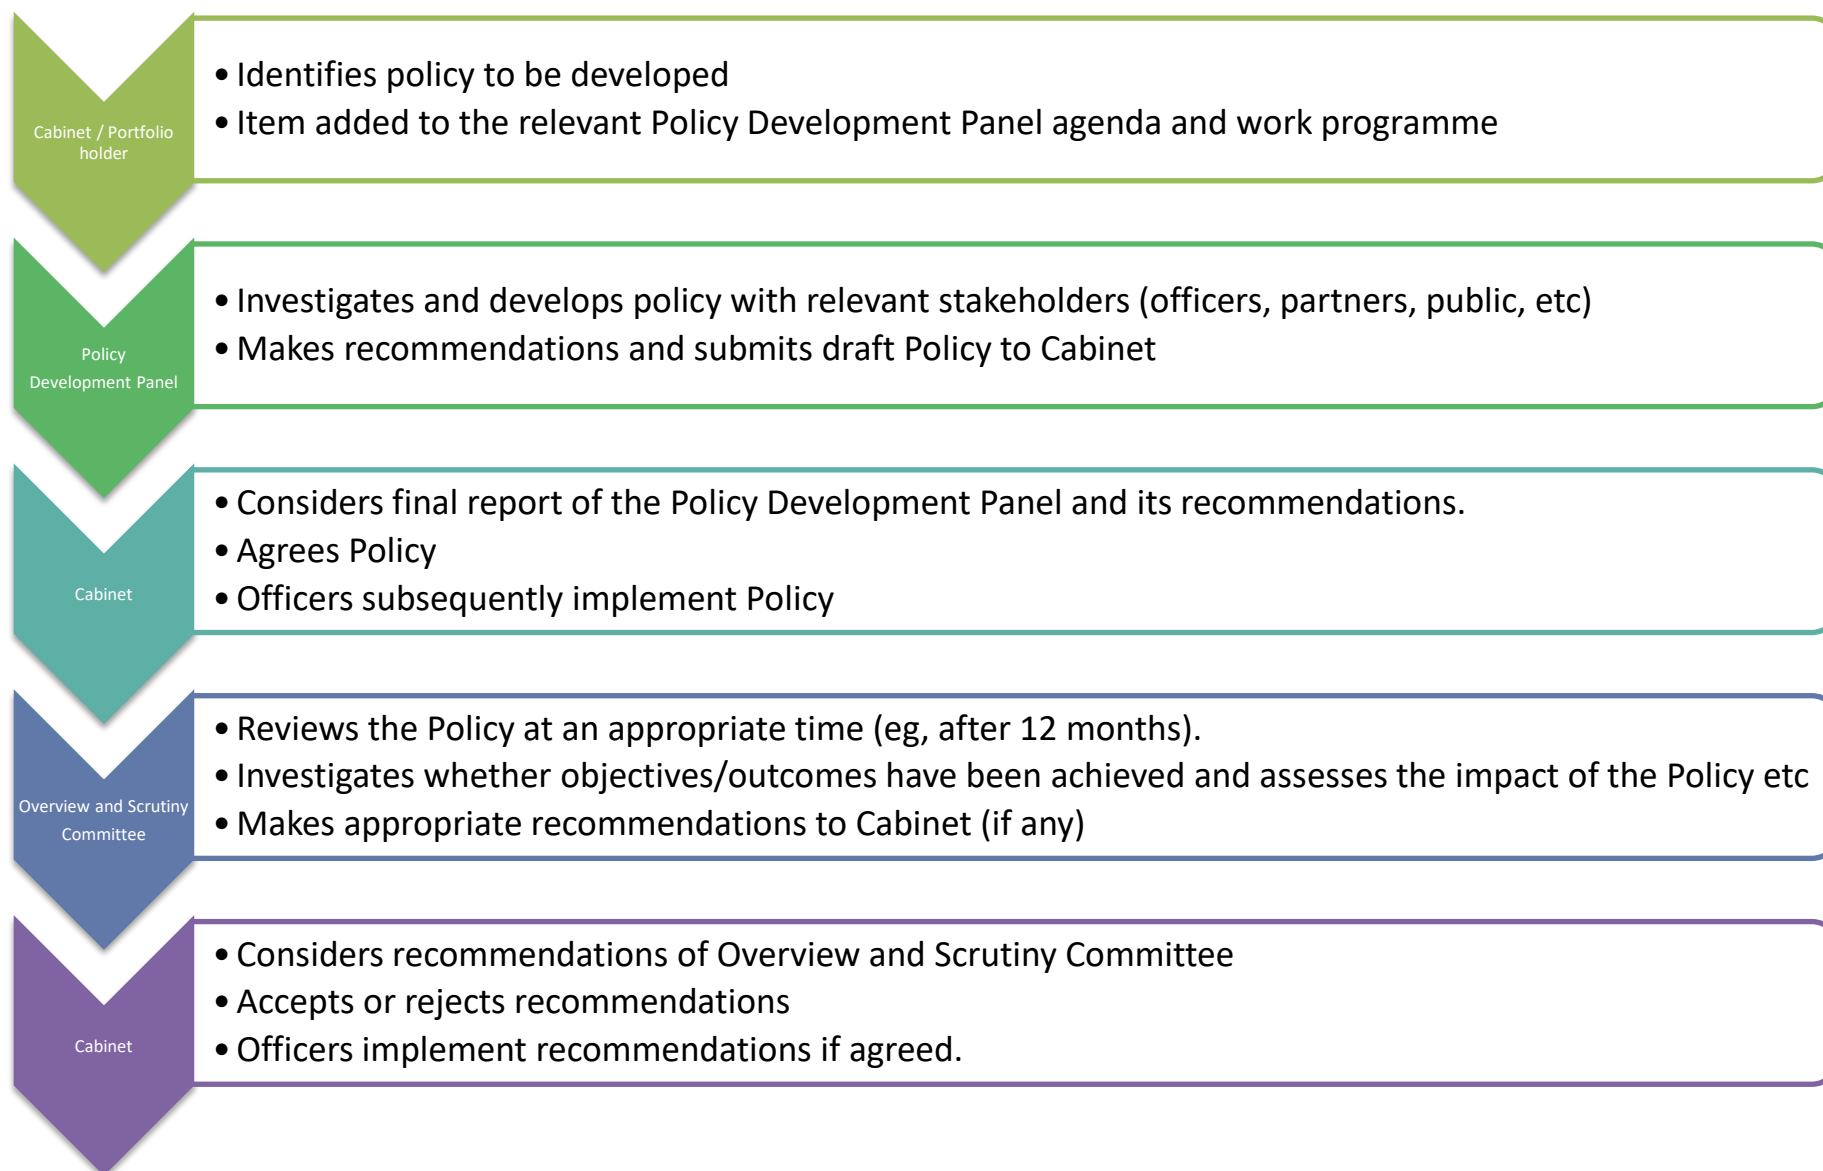 Cabinet / Portfolio
holder
• Identifies policy to be developed
• Item added to the relevant Policy Development Panel agenda and work programme
Policy
Development Panel
• Investigates and develops policy with relevant stakeholders (officers, partners, public, etc)
• Makes recommendations and submits draft Policy to Cabinet
Cabinet
• Considers final report of the Policy Development Panel and its recommendations.
• Agrees Policy
• Officers subsequently implement Policy
Overview and Scrutiny
Committee
• Reviews the Policy at an appropriate time (eg, after 12 months).
• Investigates whether objectives/outcomes have been achieved and assesses the impact of the Policy etc
• Makes appropriate recommendations to Cabinet (if any)
Cabinet
• Considers recommendations of Overview and Scrutiny Committee
• Accepts or rejects recommendations
• Officers implement recommendations if agreed.